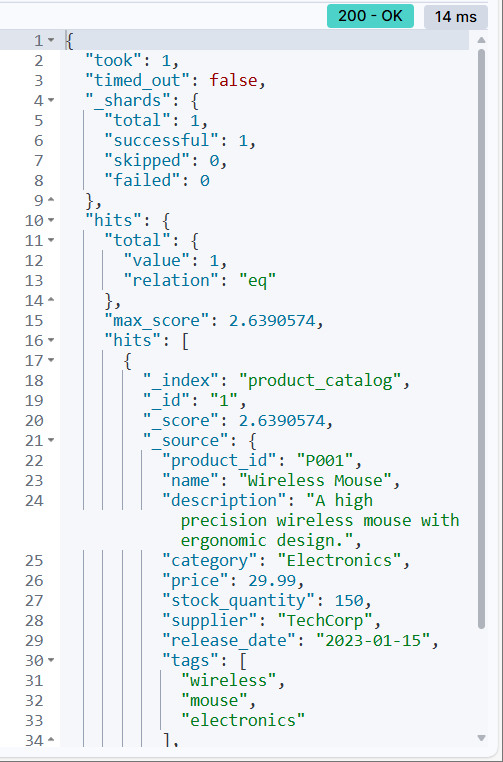 200 - OK 14 ms
1 {
2 "took": 1,
3 "timed_out": false,
4 "_shards": {
5 "total": 1,
6 "successful": 1,
7 "skipped": 0,
8 "failed": 0
9 },
10 "hits": {
11 "total": {
12 "value": 1,
13 "relation": "eq"
14 },
15 "max_score": 2.6390574,
16 "hits": [
17 {
18 "_index": "product_catalog",
19 "_id": "1",
20 "_score": 2.6390574,
21 "_source": {
22 "product_id": "P001",
23 "name": "Wireless Mouse",
24 "description": "A high
precision wireless mouse with
ergonomic design.",
25 "category": "Electronics",
26 "price": 29.99,
27 "stock_quantity": 150,
28 "supplier": "TechCorp",
29 "release_date": "2023-01-15",
30 "tags": [
31 "wireless",
32 "mouse",
33 "electronics"
34 ],